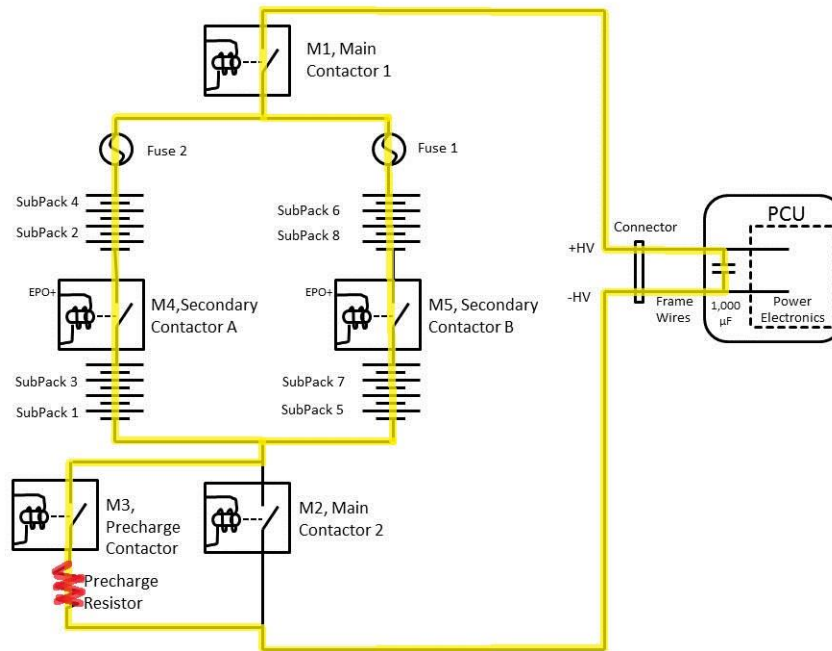 M1, Main
Contactor 1
Fuse 2
Fuse 1
SubPack 4
SubPack 2
SubPack 6
SubPack 8
Connector
PCU
+HV
-HV
Frame
Wires
1,000
µF
Power
Electronics
EPO+
M4,Secondary
Contactor A
EPO+
M5, Secondary
Contactor B
SubPack 3
SubPack 1
SubPack 7
SubPack 5
M3,
Precharge
Contactor
M2, Main
Contactor 2
Precharge
Resistor